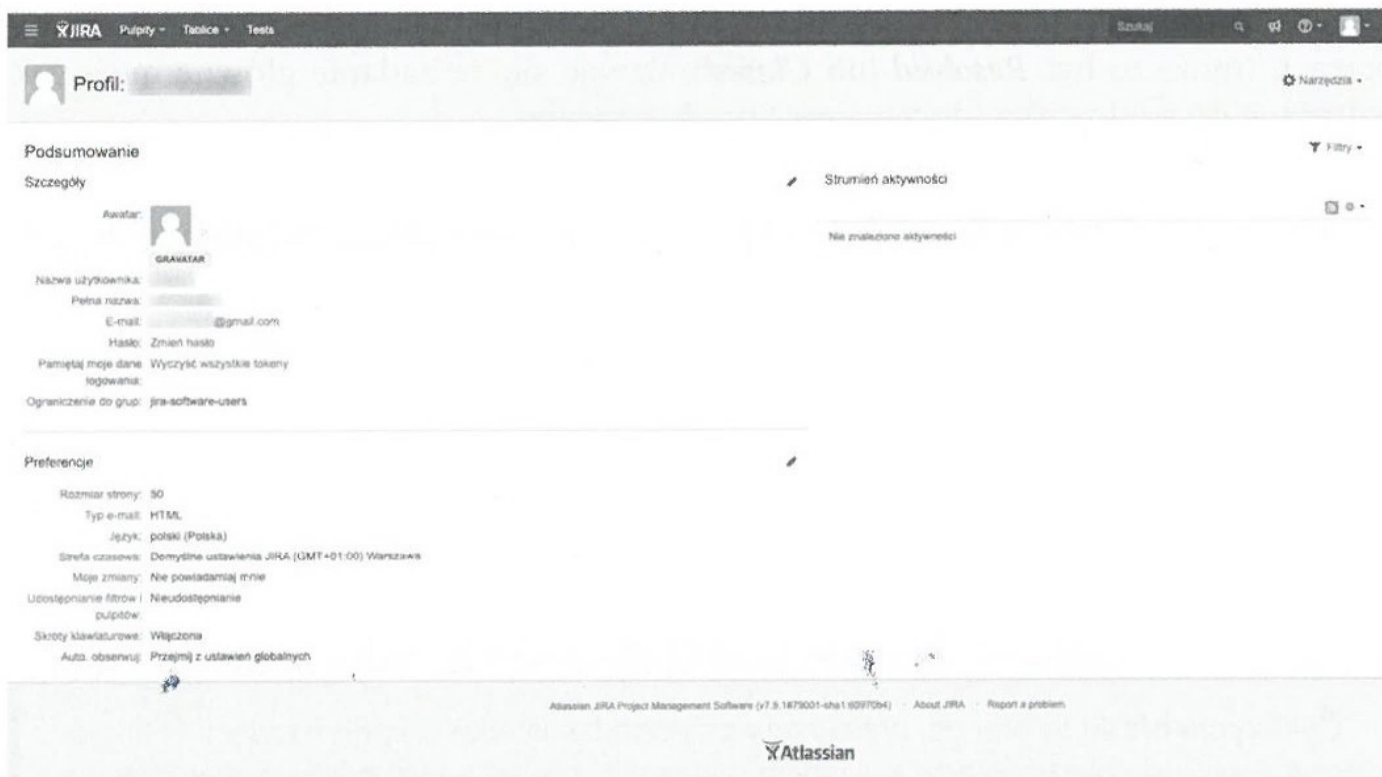 JIRA Pulpity Tablice Tests Szukaj
Profil:
Narzędzia
Podsumowanie
Filtry
Szczegóły
Awatar:
GRAVATAR
Nazwa użytkownika:
Pełna nazwa:
E-mail: @gmail.com
Hasło: Zmień hasło
Pamiętaj moje dane Wyczyść wszystkie tokeny
logowania:
Ograniczenie do grup: jira-software-users
Strumień aktywności
Nie znaleziono aktywności
Preferencje
Rozmiar strony: 50
Typ e-mail: HTML
Język: polski (Polska)
Strefa czasowa: Domyślne ustawienia JIRA (GMT+01:00) Warszawa
Moje zmiany: Nie powiadamiaj mnie
Udostępnianie filtrów i Nieudostępnianie
pulpitów:
Skróty klawiaturowe: Włączona
Auto. obserwuj: Przejmij z ustawień globalnych
Atlassian JIRA Project Management Software About JIRA Report a problem
Atlassian